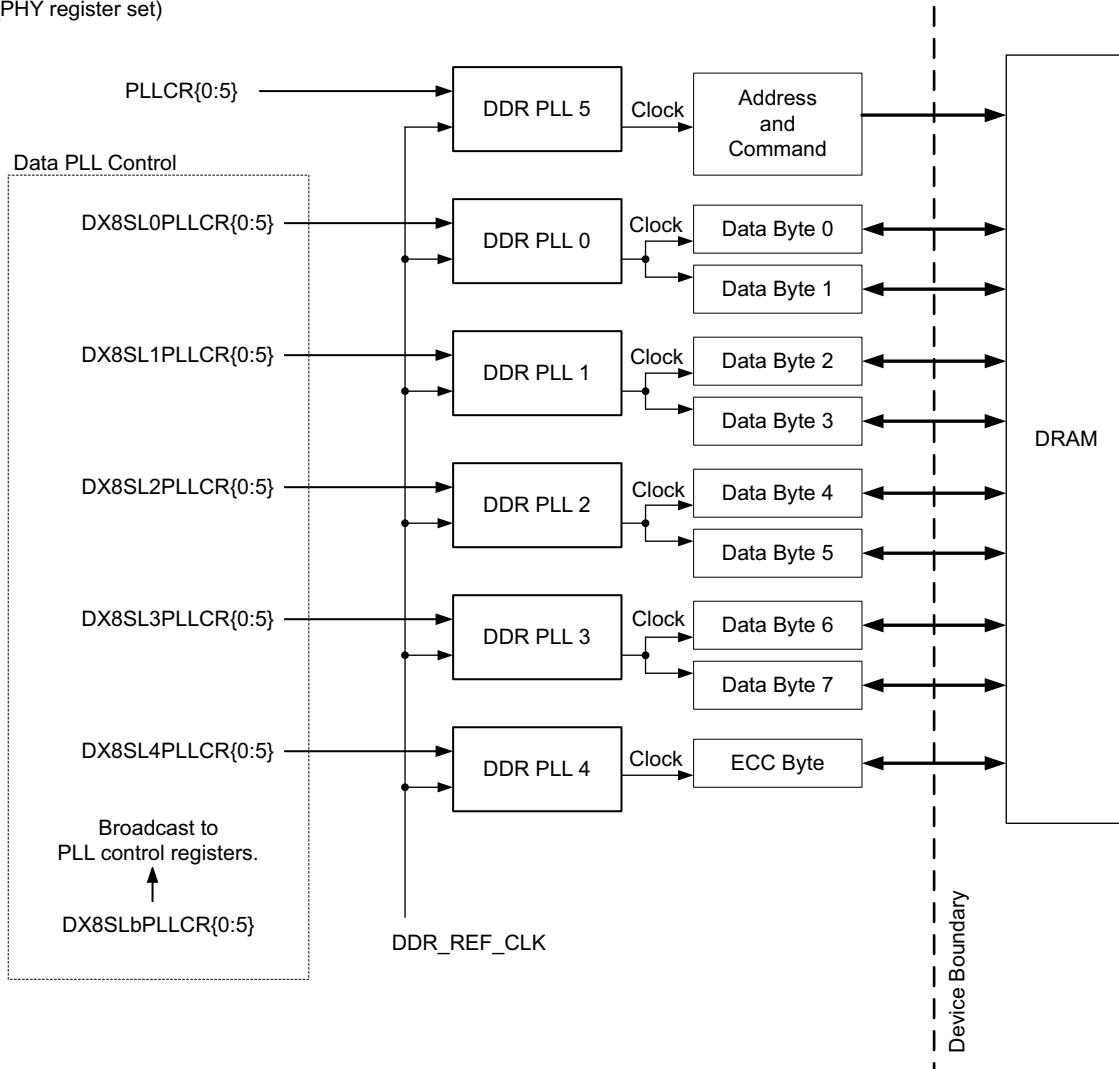 PHY register set)
PLLCR{0:5}
DDR PLL 5
Clock
Address
and
Command
Data PLL Control
DX8SL0PLLCR{0:5}
DDR PLL 0
Clock
Data Byte 0
Data Byte 1
DX8SL1PLLCR{0:5}
DDR PLL 1
Clock
Data Byte 2
Data Byte 3
DRAM
DX8SL2PLLCR{0:5}
DDR PLL 2
Clock
Data Byte 4
Data Byte 5
DX8SL3PLLCR{0:5}
DDR PLL 3
Clock
Data Byte 6
Data Byte 7
DX8SL4PLLCR{0:5}
DDR PLL 4
Clock
ECC Byte
Broadcast to
PLL control registers.
DX8SLbPLLCR{0:5}
DDR_REF_CLK
Device Boundary